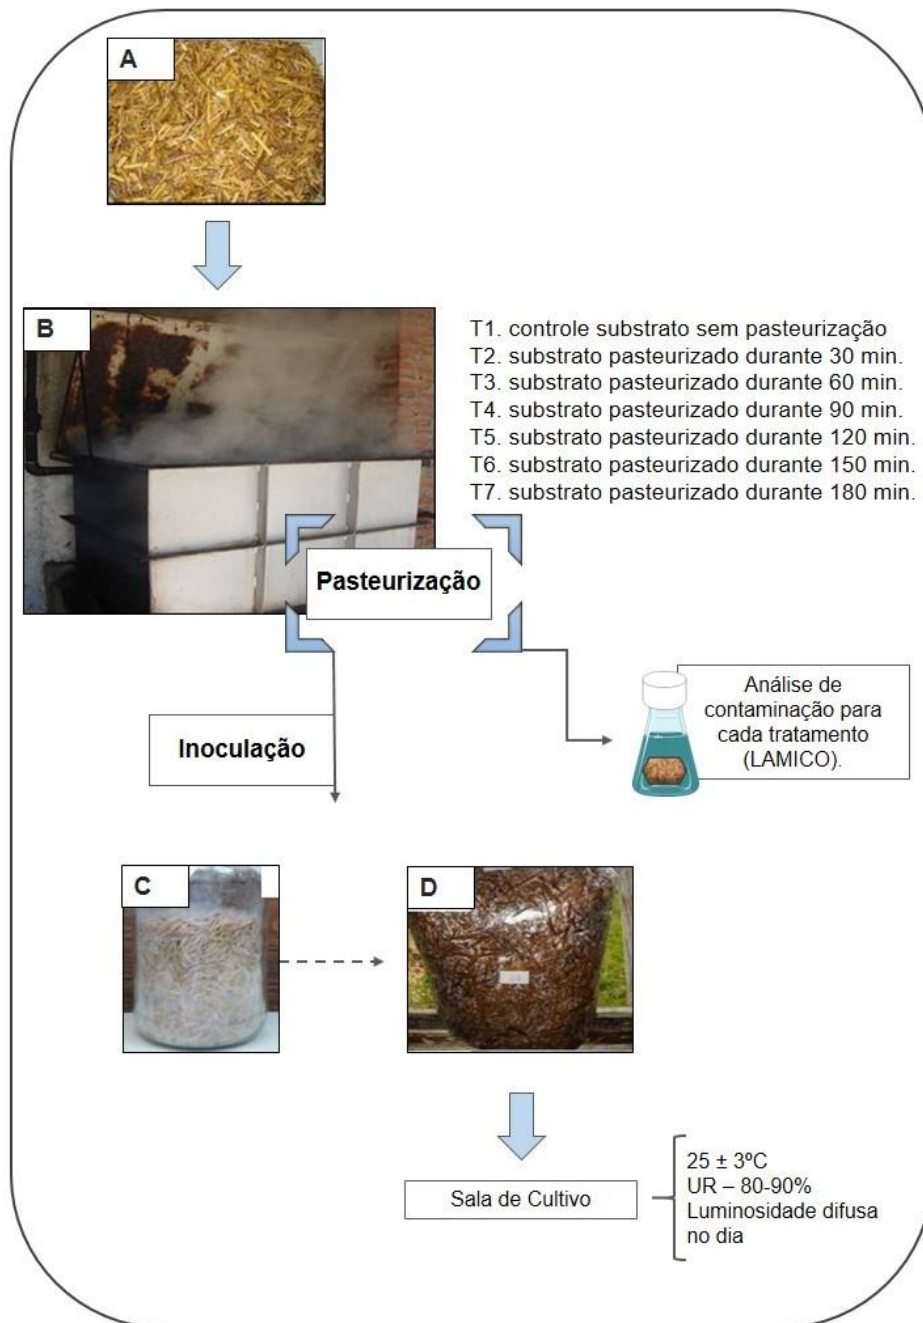 A
B
T1. controle substrato sem pasteurização
T2. substrato pasteurizado durante 30 min.
T3. substrato pasteurizado durante 60 min.
T4. substrato pasteurizado durante 90 min.
T5. substrato pasteurizado durante 120 min.
T6. substrato pasteurizado durante 150 min.
T7. substrato pasteurizado durante 180 min.
Pasteurização
Inoculação
Análise de
contaminação para
cada tratamento
(LAMICO).
C
D
Sala de Cultivo
25 ± 3ºC
UR – 80-90%
Luminosidade difusa
no dia